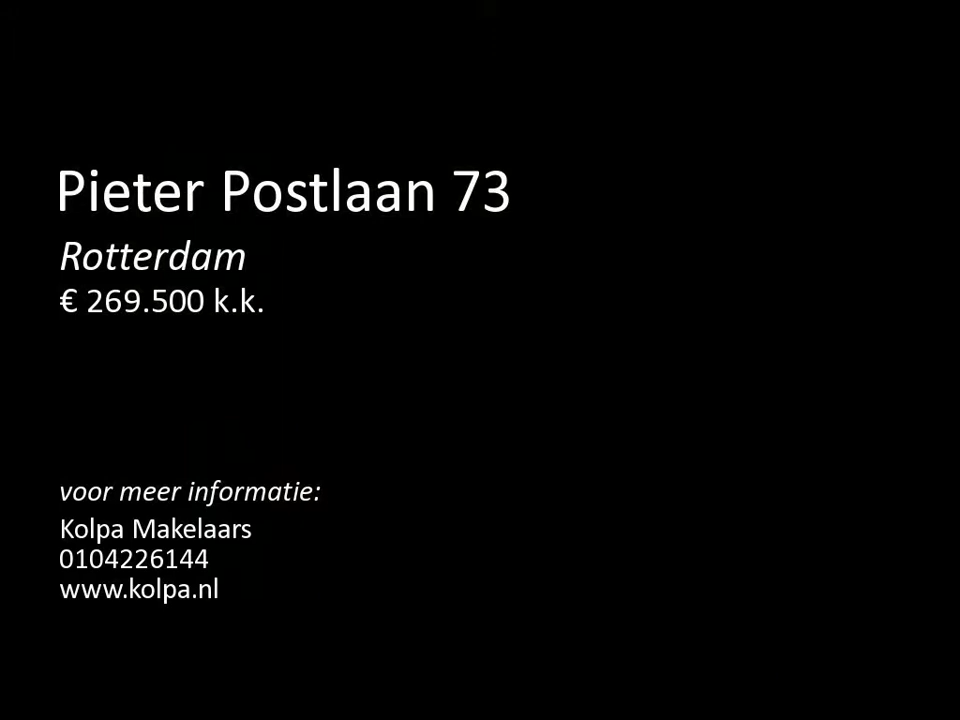 Pieter Postlaan 73
Rotterdam
€ 269.500 k.k.
voor meer informatie:
Kolpa Makelaars
0104226144
www.kolpa.nl